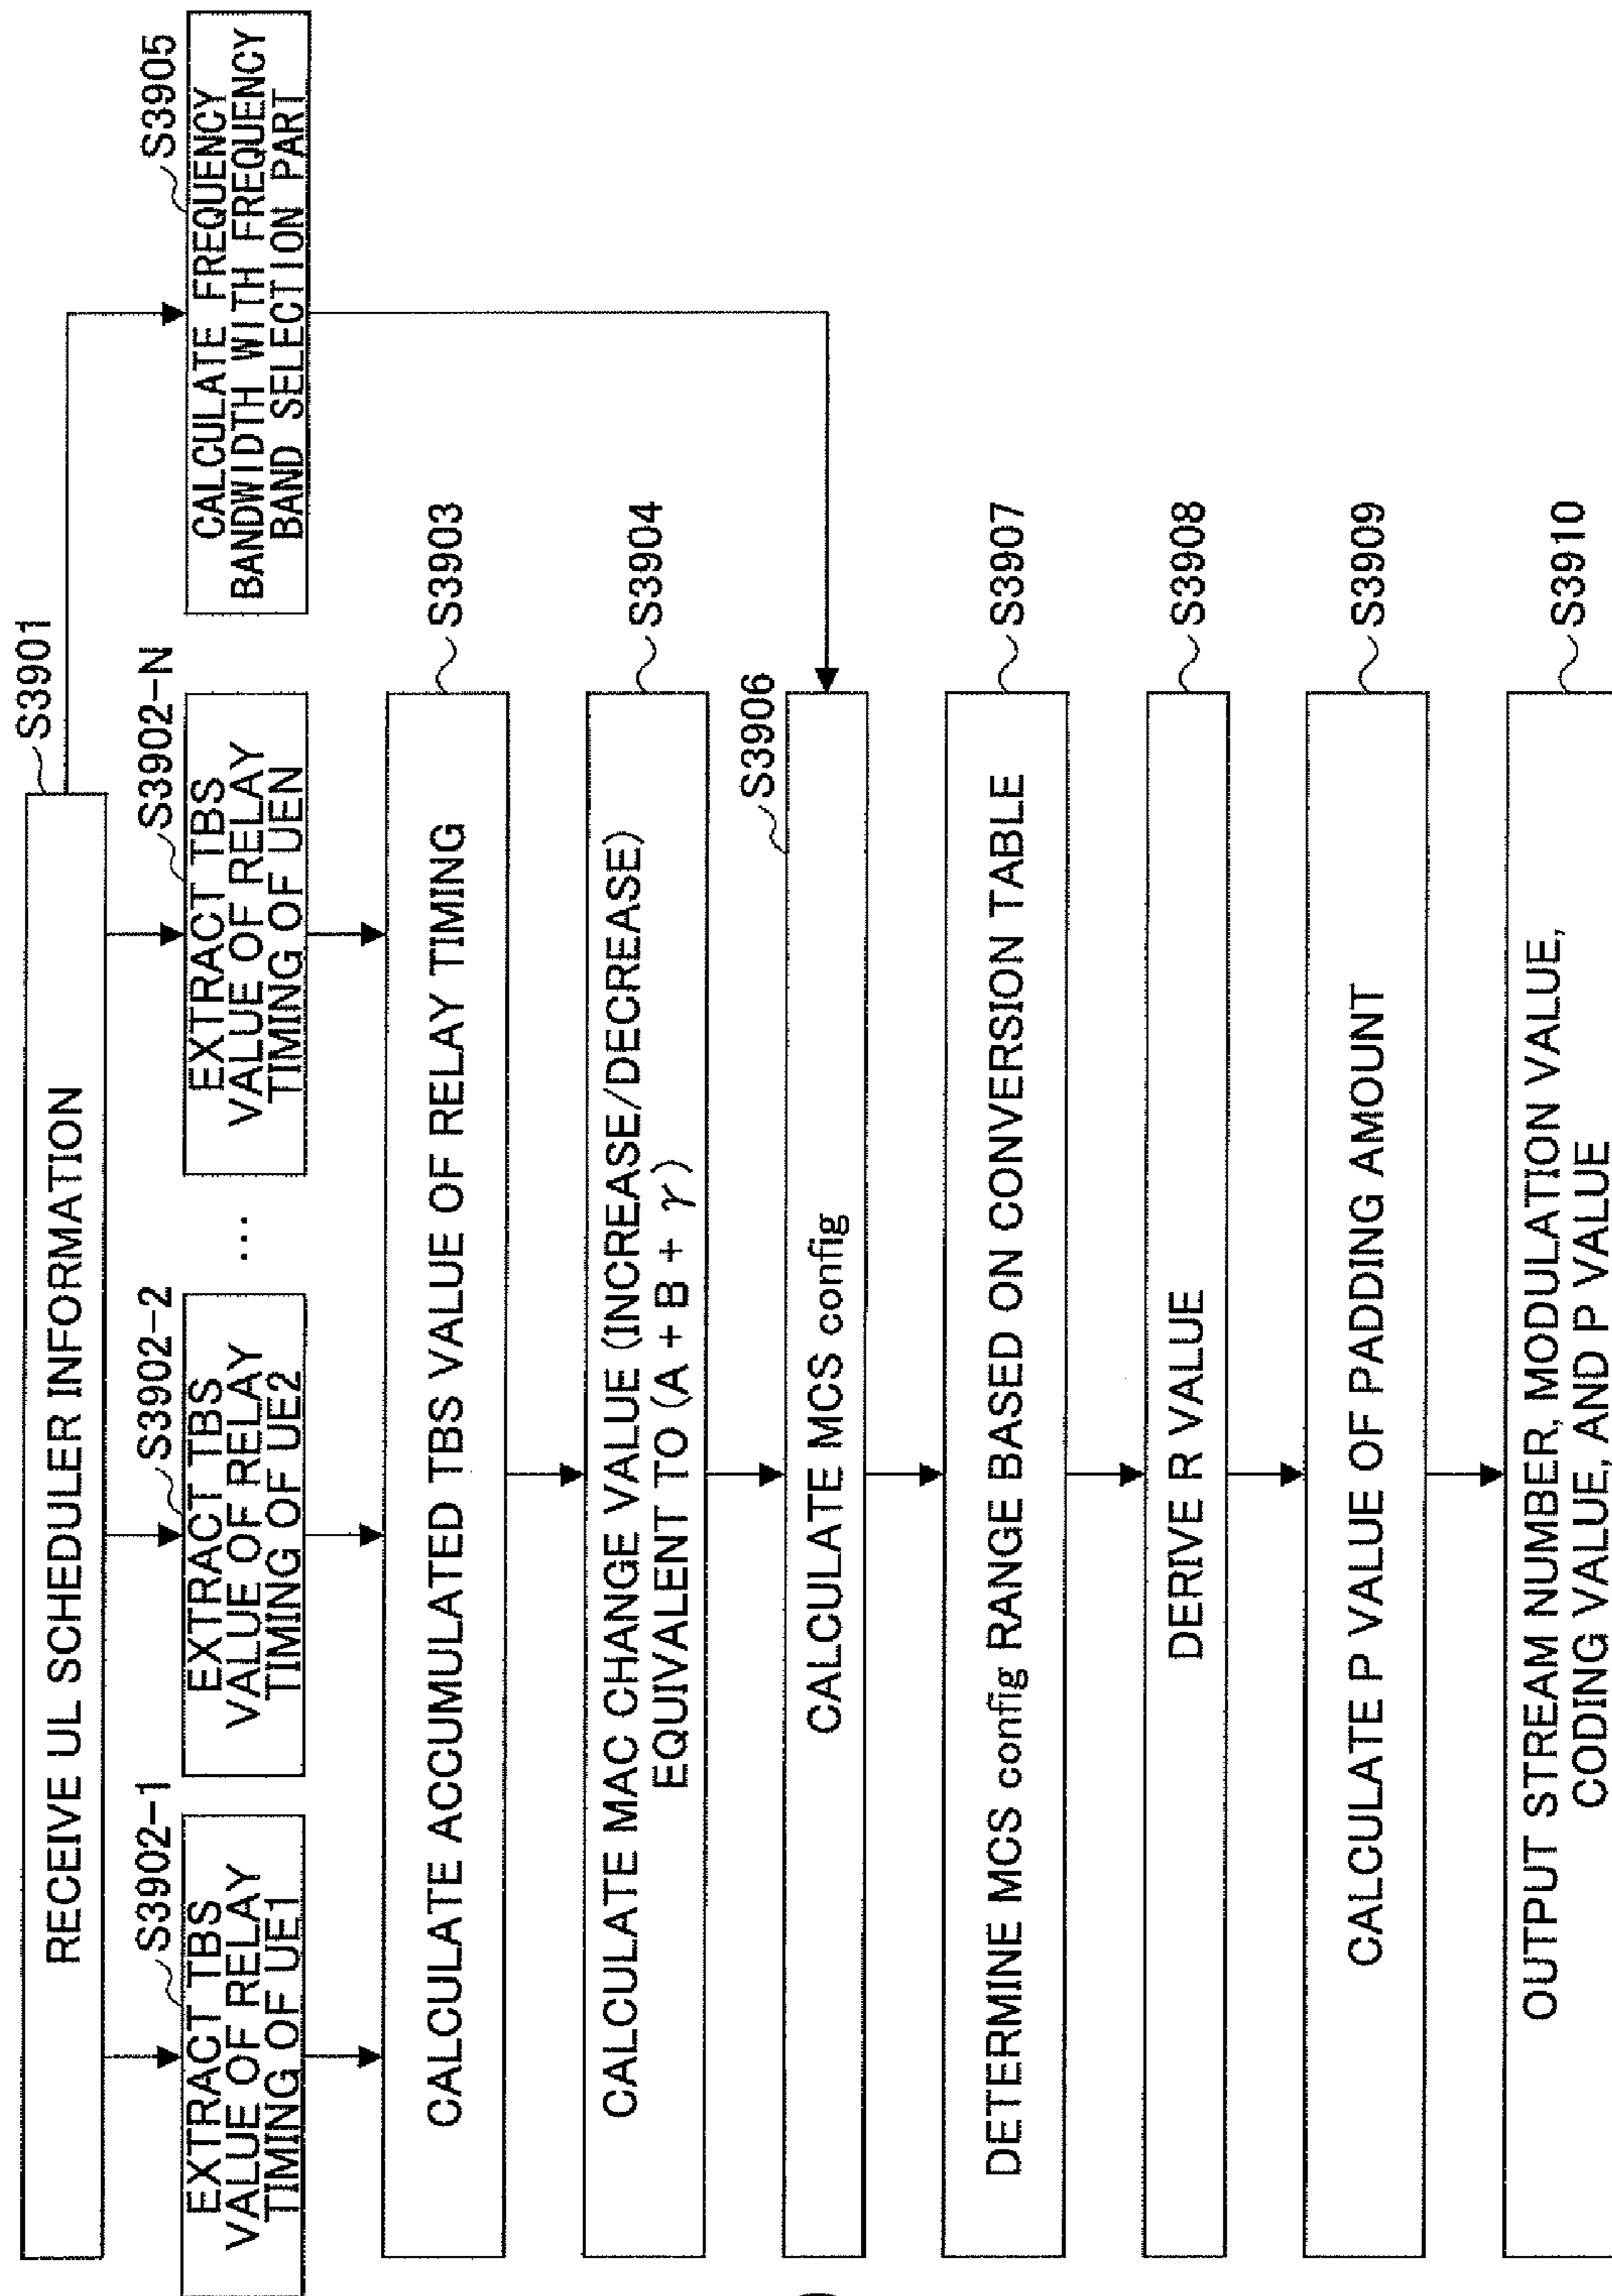 S3901
RECEIVE UL SCHEDULER INFORMATION
S3902-1
EXTRACT TBS
VALUE OF RELAY
TIMING OF UE1
S3902-2
EXTRACT TBS
VALUE OF RELAY
TIMING OF UE2
...
S3902-N
EXTRACT TBS
VALUE OF RELAY
TIMING OF UEN
S3905
CALCULATE FREQUENCY
BANDWIDTH WITH FREQUENCY
BAND SELECTION PART
CALCULATE ACCUMULATED TBS VALUE OF RELAY TIMING
S3903
CALCULATE MAC CHANGE VALUE (INCREASE/DECREASE)
EQUIVALENT TO (A + B + γ)
S3904
S3906
CALCULATE MCS config
DETERMINE MCS config RANGE BASED ON CONVERSION TABLE
S3907
DERIVE R VALUE
S3908
CALCULATE P VALUE OF PADDING AMOUNT
S3909
OUTPUT STREAM NUMBER, MODULATION VALUE,
CODING VALUE, AND P VALUE
S3910